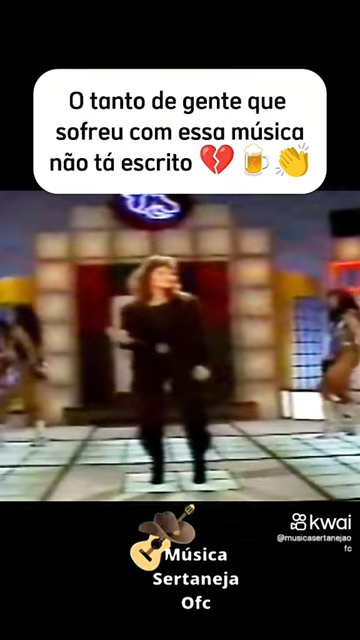 O tanto de gente que
sofreu com essa música
não tá escrito 💔 🍺 👏
kwai
@musicasertanejao
fc
Música
Sertaneja
Ofc